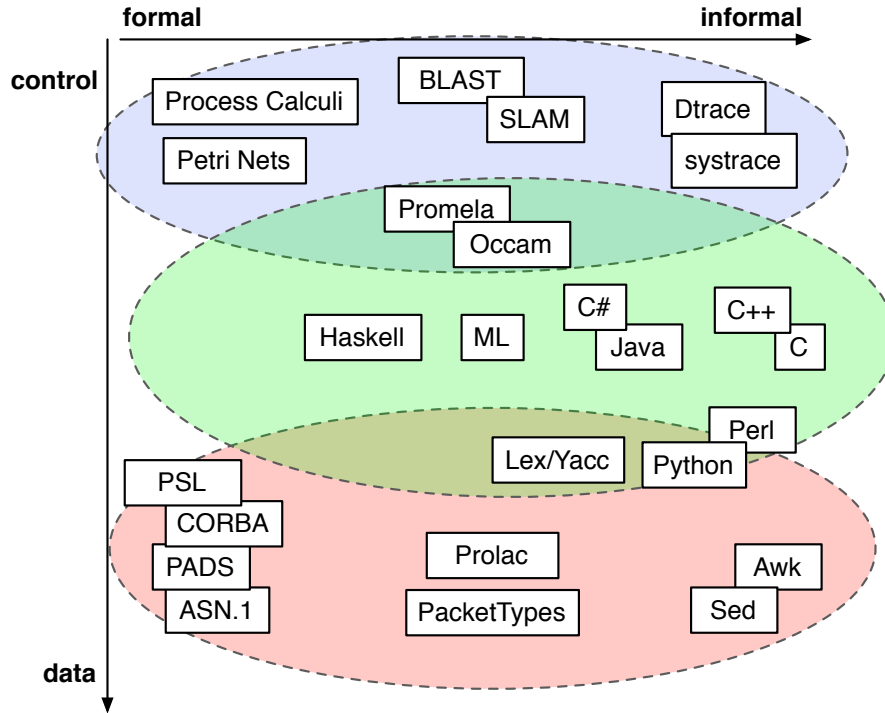 formal
informal
control
BLAST
Process Calculi
Dtrace
SLAM
Petri Nets
systrace
Promela
Occam
C#
C++
Haskell
ML
Java
C
Perl
Lex/Yacc
Python
PSL
CORBA
Prolac
PADS
Awk
ASN.1
PacketTypes
Sed
data